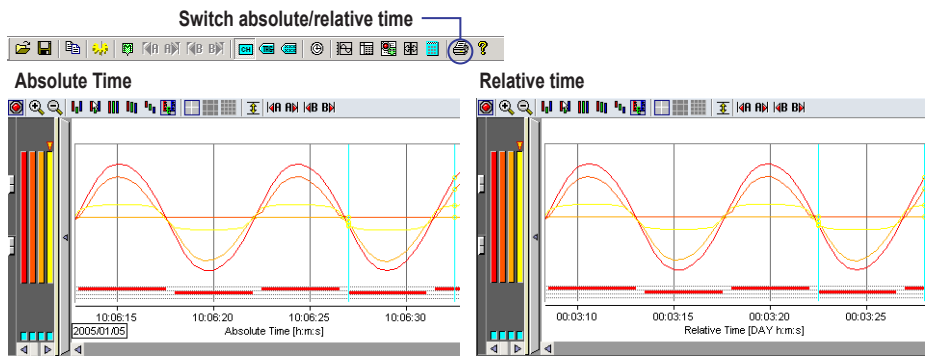 Switch absolute/relative time
A A B B CH TAG ?
Absolute Time
A A B B
10:06:15 10:06:20 10:06:25 10:06:30
2005/01/05
Absolute Time [h:m:s]
Relative time
A A B B
00:03:10 00:03:15 00:03:20 00:03:25
Relative Time [DAY h:m:s]